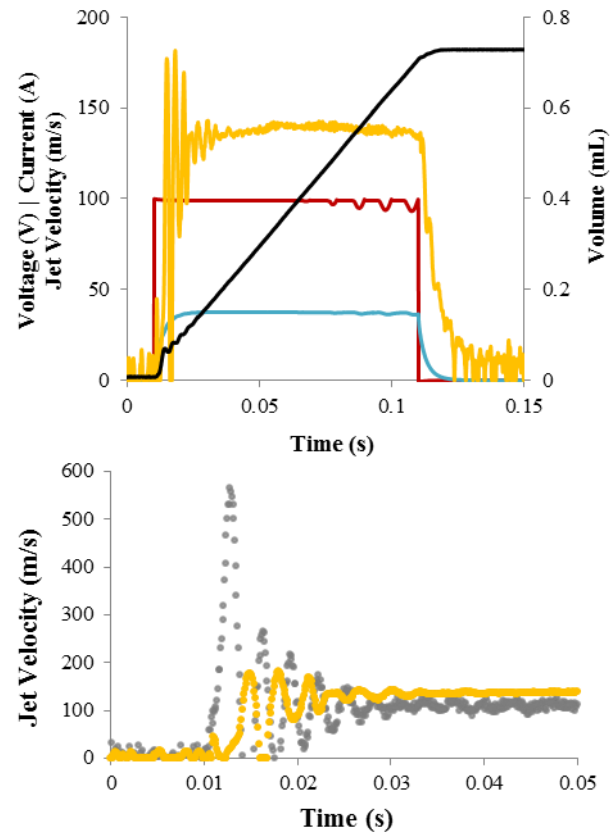 200
150
100
50
0
Voltage (V) | Current (A)
Jet Velocity (m/s)
0.8
0.6
0.4
0.2
0
Volume (mL)
0 0.05 0.1 0.15
Time (s)
600
500
400
300
200
100
0
Jet Velocity (m/s)
0 0.01 0.02 0.03 0.04 0.05
Time (s)